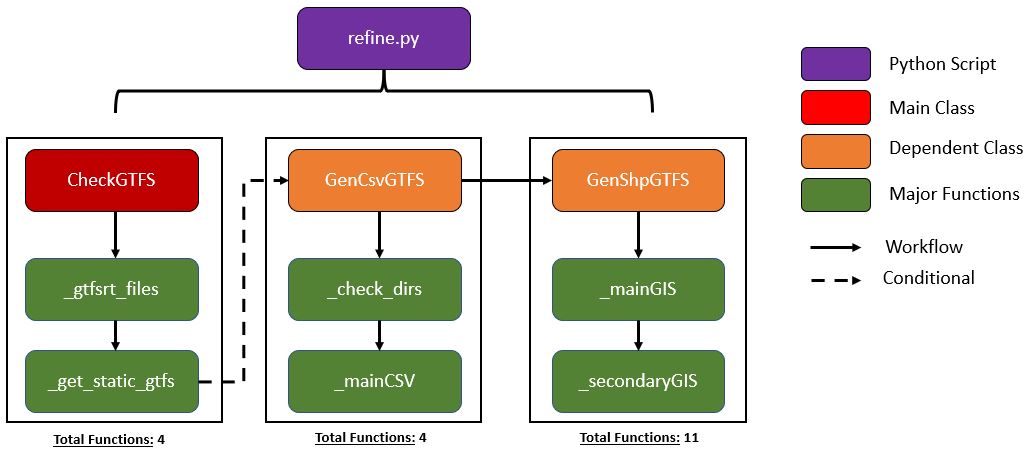 refine.py
Python Script
Main Class
Dependent Class
Major Functions
Workflow
Conditional
CheckGTFS
_gtfsrt_files
_get_static_gtfs
Total Functions: 4
GenCsvGTFS
_check_dirs
_mainCSV
Total Functions: 4
GenShpGTFS
_mainGIS
_secondaryGIS
Total Functions: 11